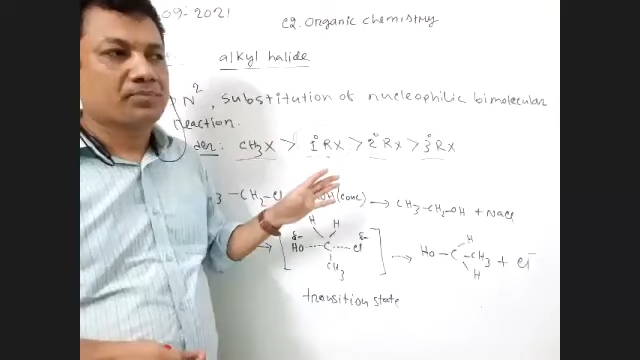 09-2021
C2. Organic chemistry
alkyl halide
N², substitution of nucleophilic bimolecular
reaction.
der: CH3X > 1° RX > 2° RX > 3° RX
3 - CH2 - Cl OH (conc) → CH3-CH2-OH + NaCl
→ [ δ- HO ---- C ---- Cl δ- ] → HO - C - CH3 + Cl⁻
H H H
CH3 H
transition state